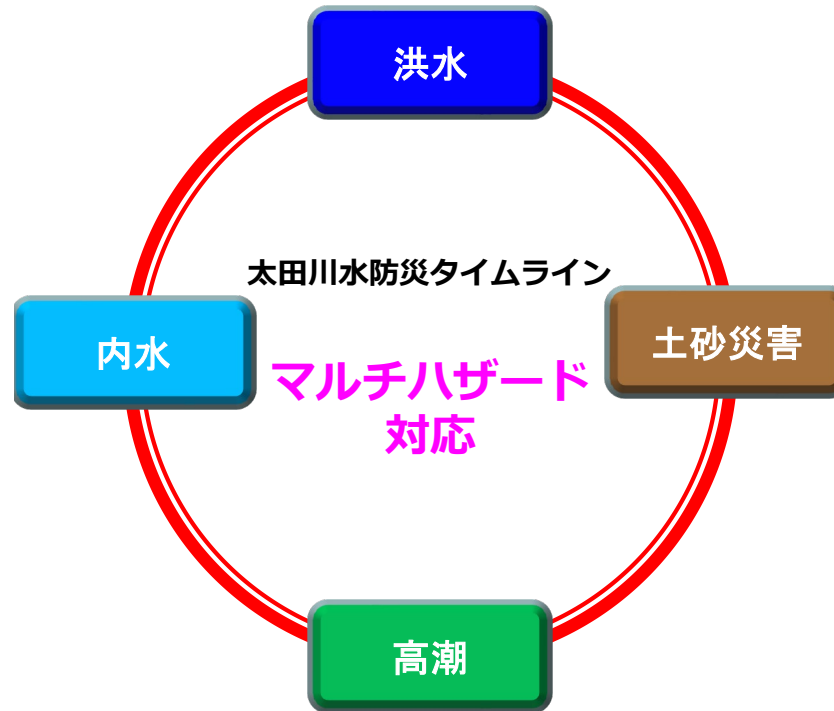 洪水
太田川水防災タイムライン
内水
土砂災害
マルチハザード
対応
高潮